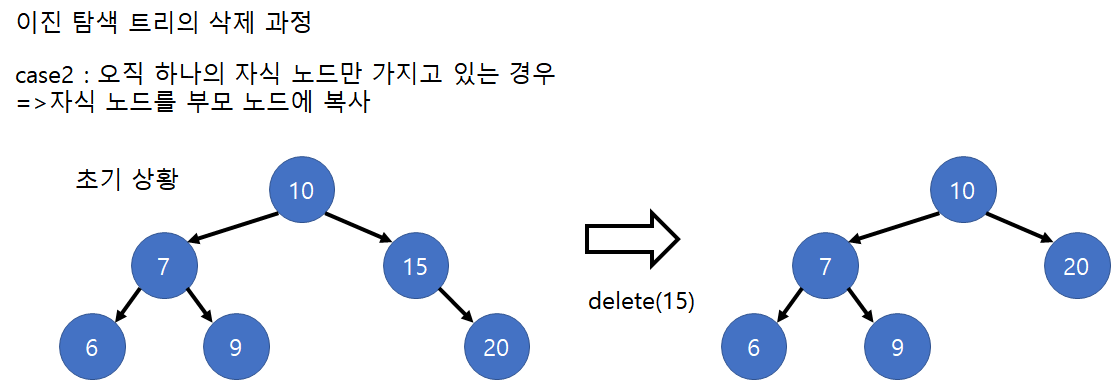 이진 탐색 트리의 삭제 과정
case2 : 오직 하나의 자식 노드만 가지고 있는 경우
=>자식 노드를 부모 노드에 복사
초기 상황
10
7
15
6
9
20
delete(15)
10
7
20
6
9